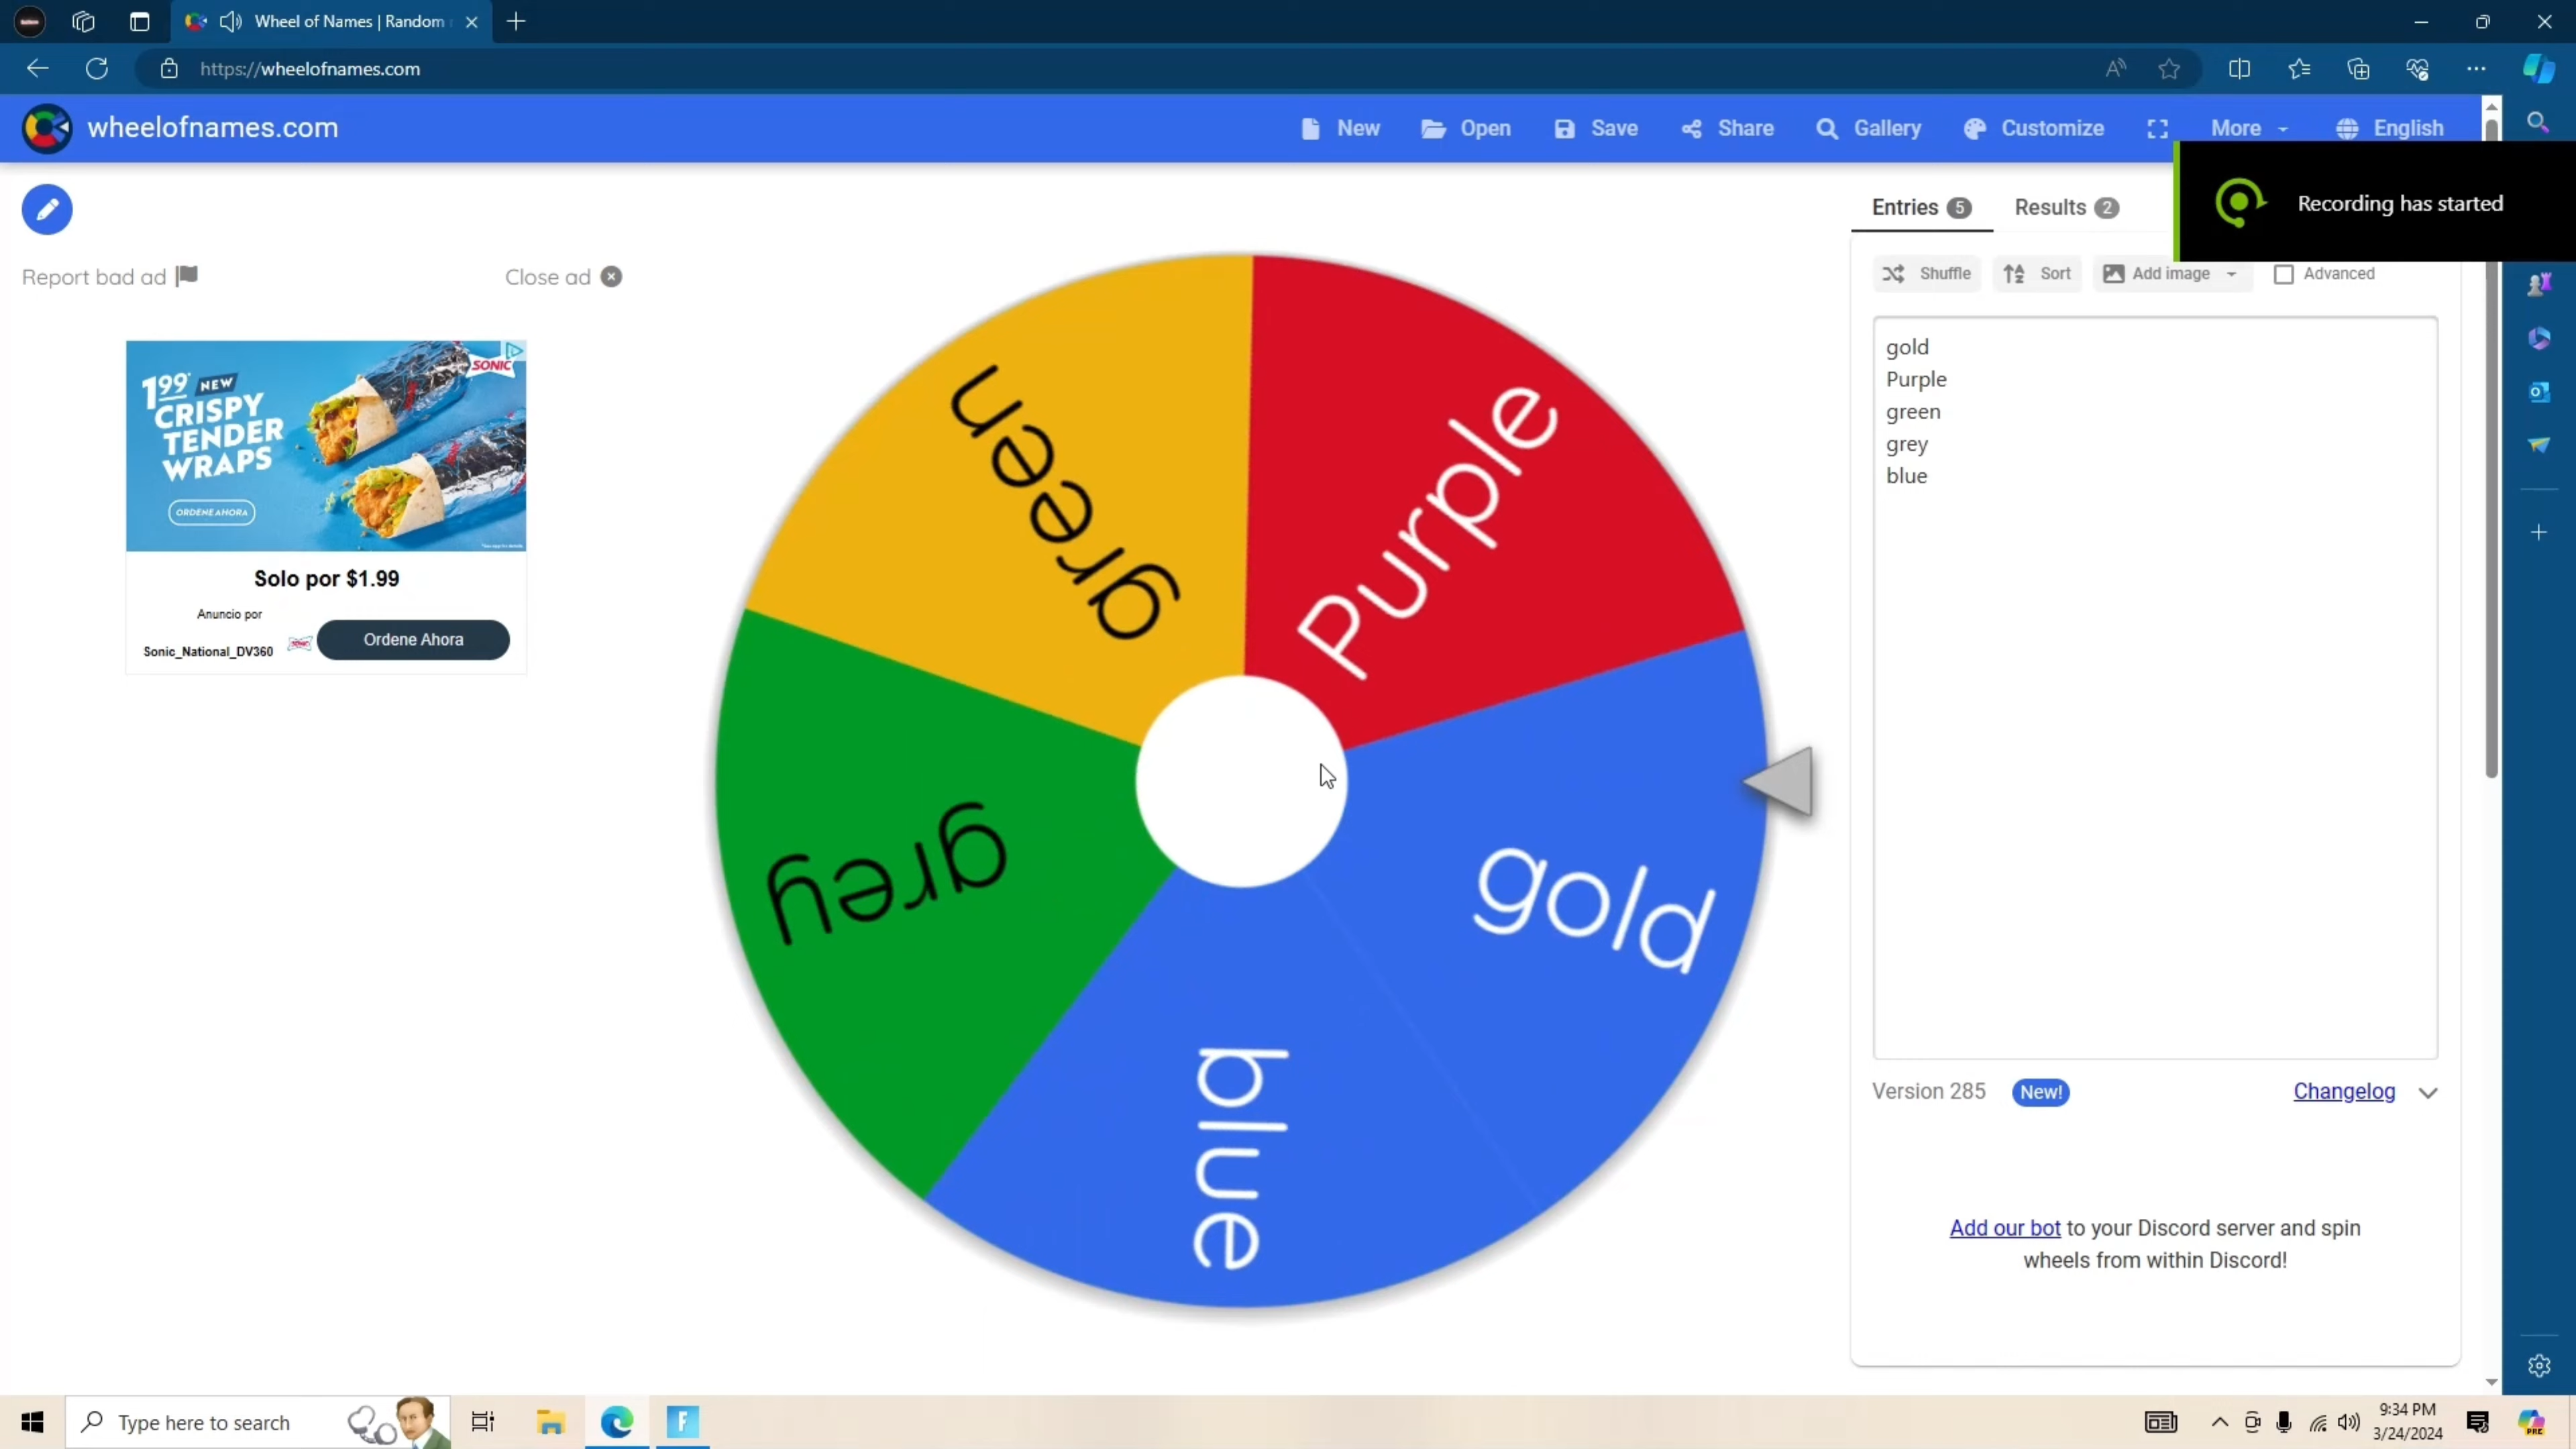 Wheel of Names | Random
https://wheelofnames.com
wheelofnames.com
New
Open
Save
Share
Gallery
Customize
More
English
Recording has started
Entries 5
Results 2
Shuffle
Sort
Add image
Advanced
Report bad ad
Close ad
1.99 NEW
CRISPY
TENDER
WRAPS
ORDENE AHORA
SONIC
Solo por $1.99
Anuncio por
Sonic_National_DV360
Ordene Ahora
green
Purple
gold
blue
grey
gold
Purple
green
grey
blue
Version 285
New!
Changelog
Add our bot to your Discord server and spin
wheels from within Discord!
Type here to search
9:34 PM
3/24/2024